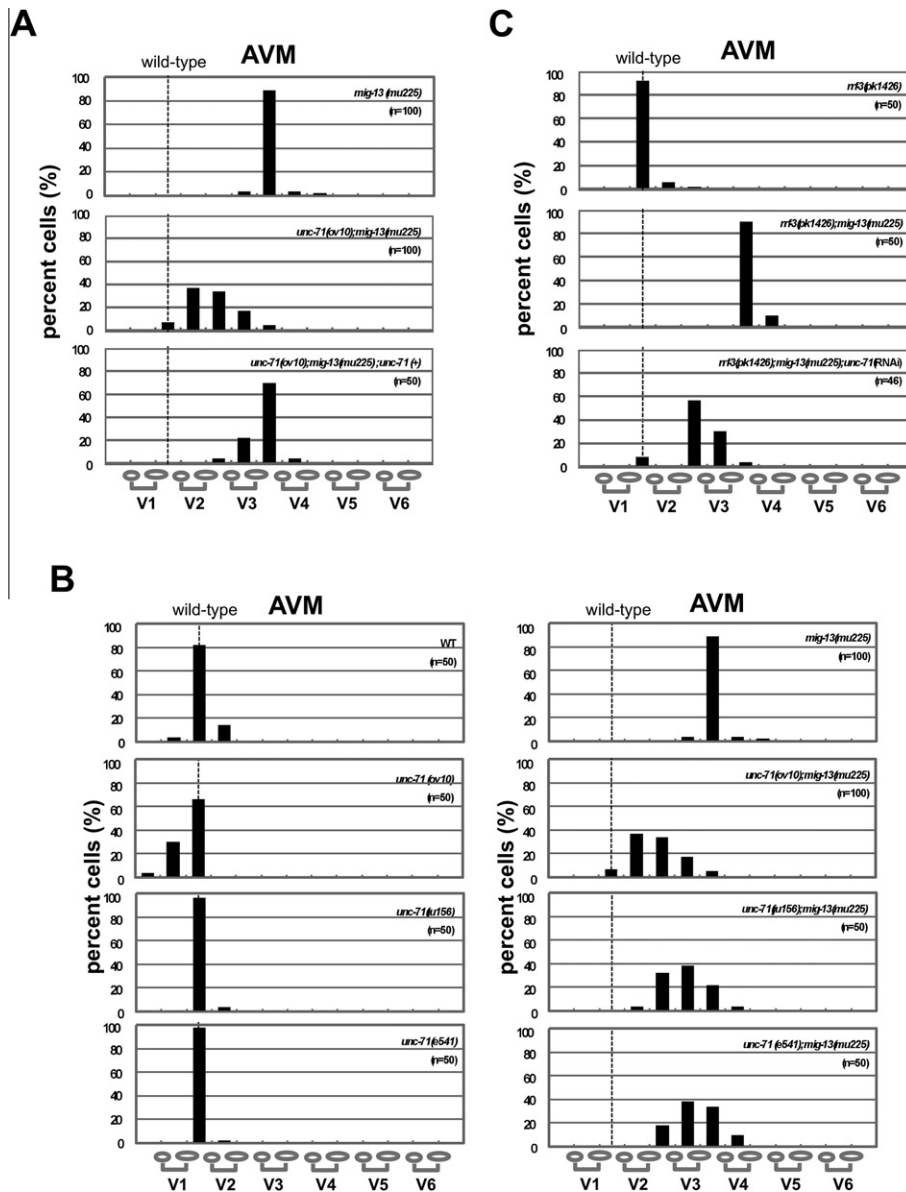 A
AVM
wild-type
percent cells (%)
100
80
60
40
20
0
mig-13(mu225)
(n=100)
100
80
60
40
20
0
unc-71(ov10);mig-13(mu225)
(n=100)
100
80
60
40
20
0
unc-71(ov10);mig-13(mu225);unc-71(+)
(n=50)
V1 V2 V3 V4 V5 V6
C
AVM
wild-type
percent cells (%)
100
80
60
40
20
0
rrf3(pk1426)
(n=50)
100
80
60
40
20
0
rrf3(pk1426);mig-13(mu225)
(n=50)
100
80
60
40
20
0
rrf3(pk1426);mig-13(mu225);unc-71(RNAi)
(n=46)
V1 V2 V3 V4 V5 V6
B
wild-type AVM
percent cells (%)
100
80
60
40
20
0
WT
(n=50)
100
80
60
40
20
0
unc-71(ov10)
(n=50)
100
80
60
40
20
0
unc-71(ju156)
(n=50)
100
80
60
40
20
0
unc-71(e541)
(n=50)
V1 V2 V3 V4 V5 V6
wild-type AVM
percent cells (%)
100
80
60
40
20
0
mig-13(mu225)
(n=100)
100
80
60
40
20
0
unc-71(ov10);mig-13(mu225)
(n=100)
100
80
60
40
20
0
unc-71(ju156);mig-13(mu225)
(n=50)
100
80
60
40
20
0
unc-71(e541);mig-13(mu225)
(n=50)
V1 V2 V3 V4 V5 V6